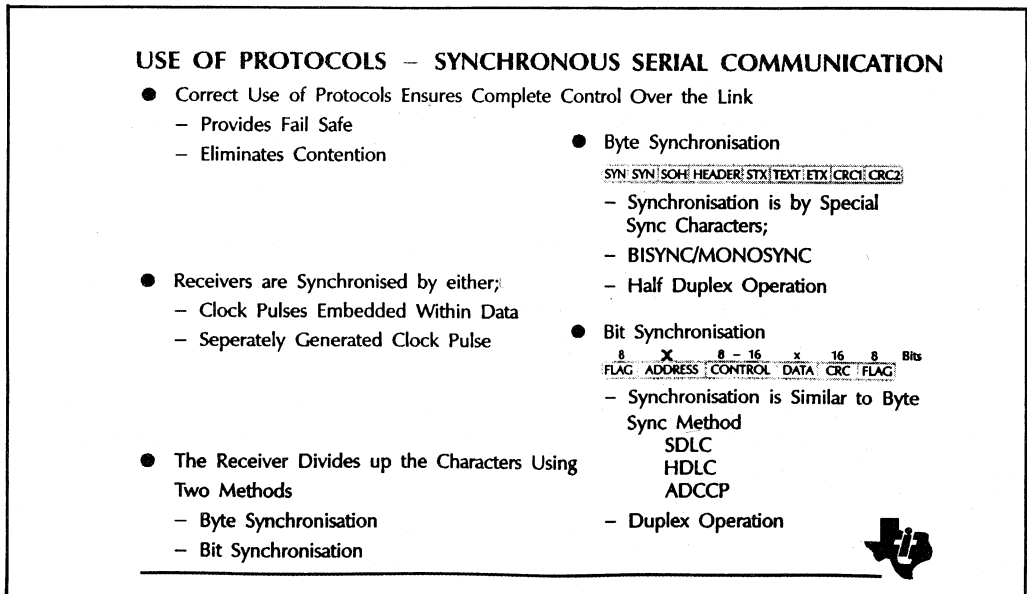 USE OF PROTOCOLS – SYNCHRONOUS SERIAL COMMUNICATION
● Correct Use of Protocols Ensures Complete Control Over the Link
– Provides Fail Safe
– Eliminates Contention
● Receivers are Synchronised by either;
– Clock Pulses Embedded Within Data
– Seperately Generated Clock Pulse
● The Receiver Divides up the Characters Using
Two Methods
– Byte Synchronisation
– Bit Synchronisation
● Byte Synchronisation
SYN SYN SOH HEADER STX TEXT ETX CRC1 CRC2
– Synchronisation is by Special
Sync Characters;
– BISYNC/MONOSYNC
– Half Duplex Operation
● Bit Synchronisation
8 X 8 – 16 x 16 8 Bits
FLAG ADDRESS CONTROL DATA CRC FLAG
– Synchronisation is Similar to Byte
Sync Method
SDLC
HDLC
ADCCP
– Duplex Operation
ti